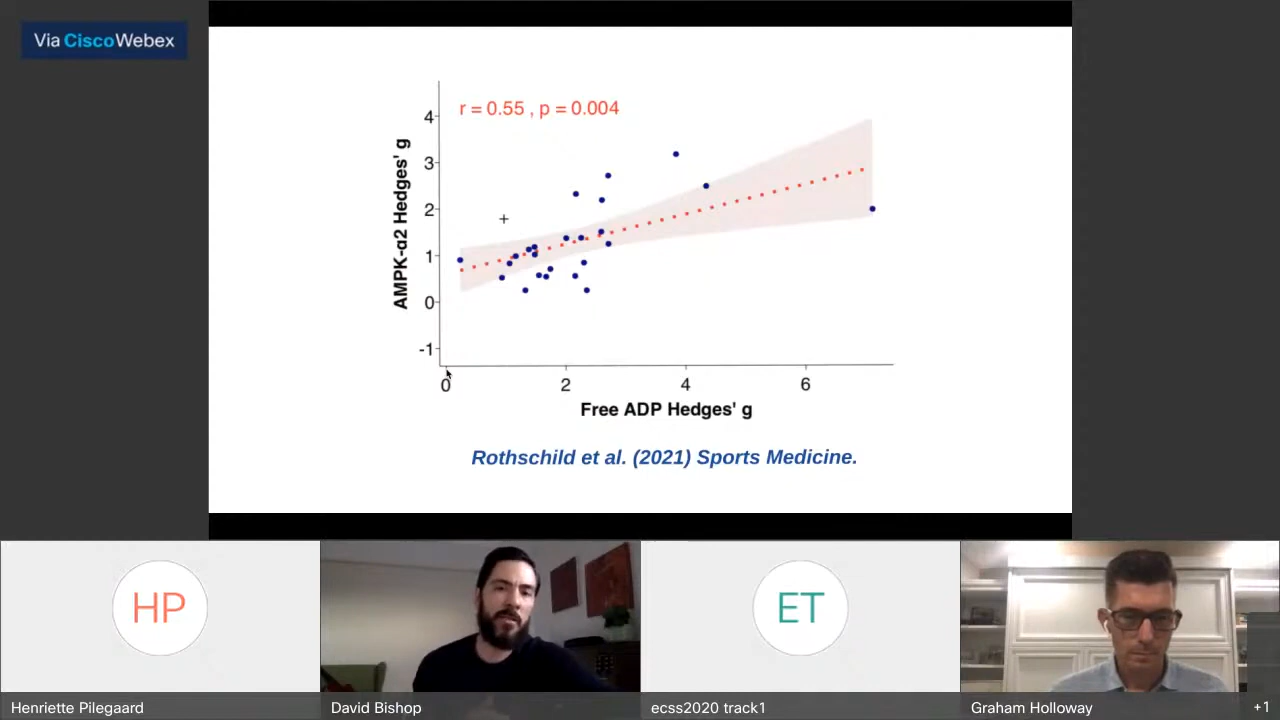 Via Cisco Webex
r = 0.55 , p = 0.004
4
3
2
1
0
-1
AMPK-α2 Hedges' g
0
2
4
6
Free ADP Hedges' g
Rothschild et al. (2021) Sports Medicine.
HP
ET
Henriette Pilegaard
David Bishop
ecss2020 track1
Graham Holloway
+1